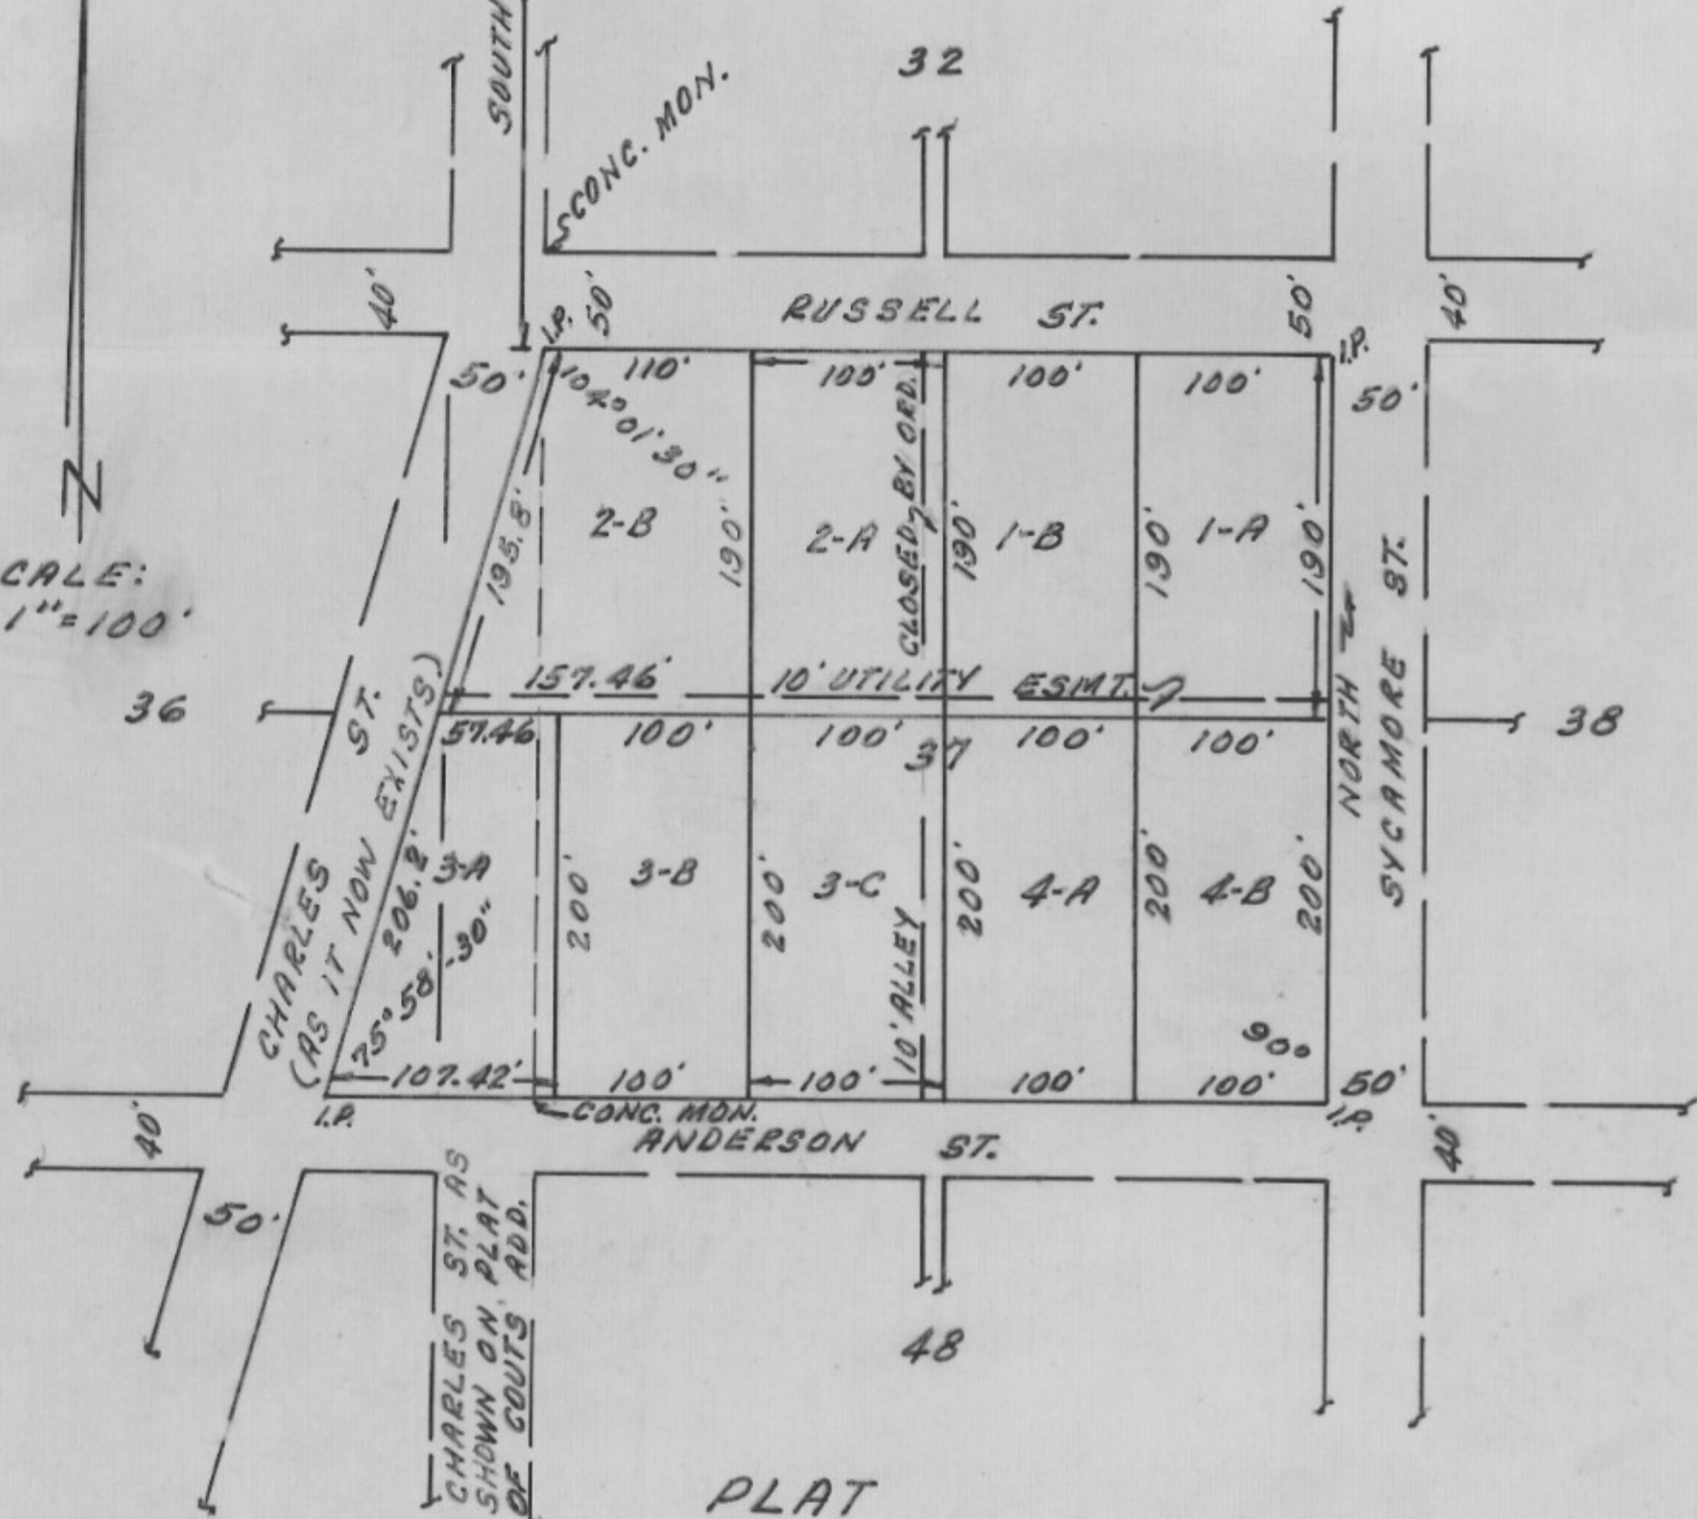 SOUTH
32
CONC. MON.
40'
50'
RUSSELL ST.
50'
40'
I.P.
I.P.
50'
110'
100'
100'
100'
50'
104° 01' 30"
195.8'
2-B
190"
2-A
CLOSED BY ORD.
190'
1-B
190'
1-A
190'
CALE:
1"=100'
157.46'
10' UTILITY ESMT.
36
57.46
100'
100'
100'
100'
37
38
CHARLES ST.
(AS IT NOW EXISTS)
NORTH
SYCAMORE ST.
206.2'
3-A
75° 58' 30"
200'
3-B
200'
3-C
10' ALLEY
200'
4-A
200'
4-B
200'
90°
107.42'
100'
100'
100'
100'
50'
I.P.
CONC. MON.
I.P.
40'
ANDERSON ST.
40'
50'
CHARLES ST. AS
SHOWN ON PLAT
OF COUTS ADD.
48
PLAT
N